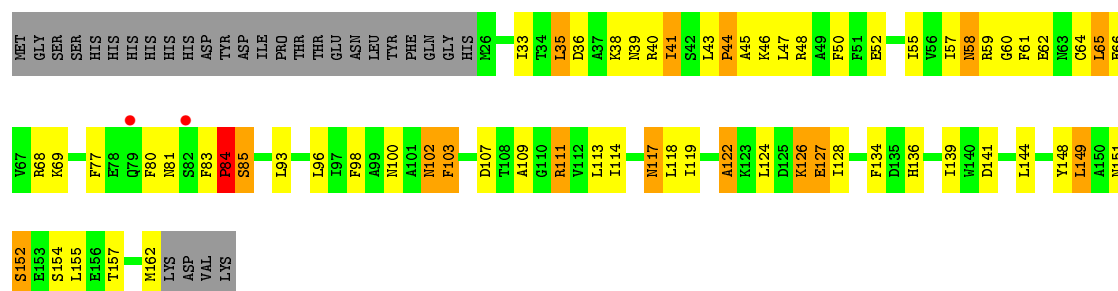 MET GLY SER SER HIS HIS HIS HIS HIS HIS ASP TYR ASP ILE PRO THR THR GLU ASN LEU TYR PHE GLN GLY HIS M26 I33 T34 L35 D36 A37 K38 N39 R40 I41 S42 L43 P44 A45 K46 L47 R48 A49 F50 F51 E52 I55 V56 I57 N58 R59 G60 F61 E62 N63 C64 L65 E66
V67 R68 K69 F77 E78 Q79 F80 N81 S82 F83 P84 S85 L93 L96 I97 F98 A99 N100 A101 N102 F103 D107 T108 A109 G110 R111 V112 L113 I114 N117 L118 I119 A122 K123 L124 D125 K126 E127 I128 F134 D135 H136 I139 W140 D141 L144 Y148 L149 A150 N151
S152 E153 S154 L155 E156 T157 M162 LYS ASP VAL LYS